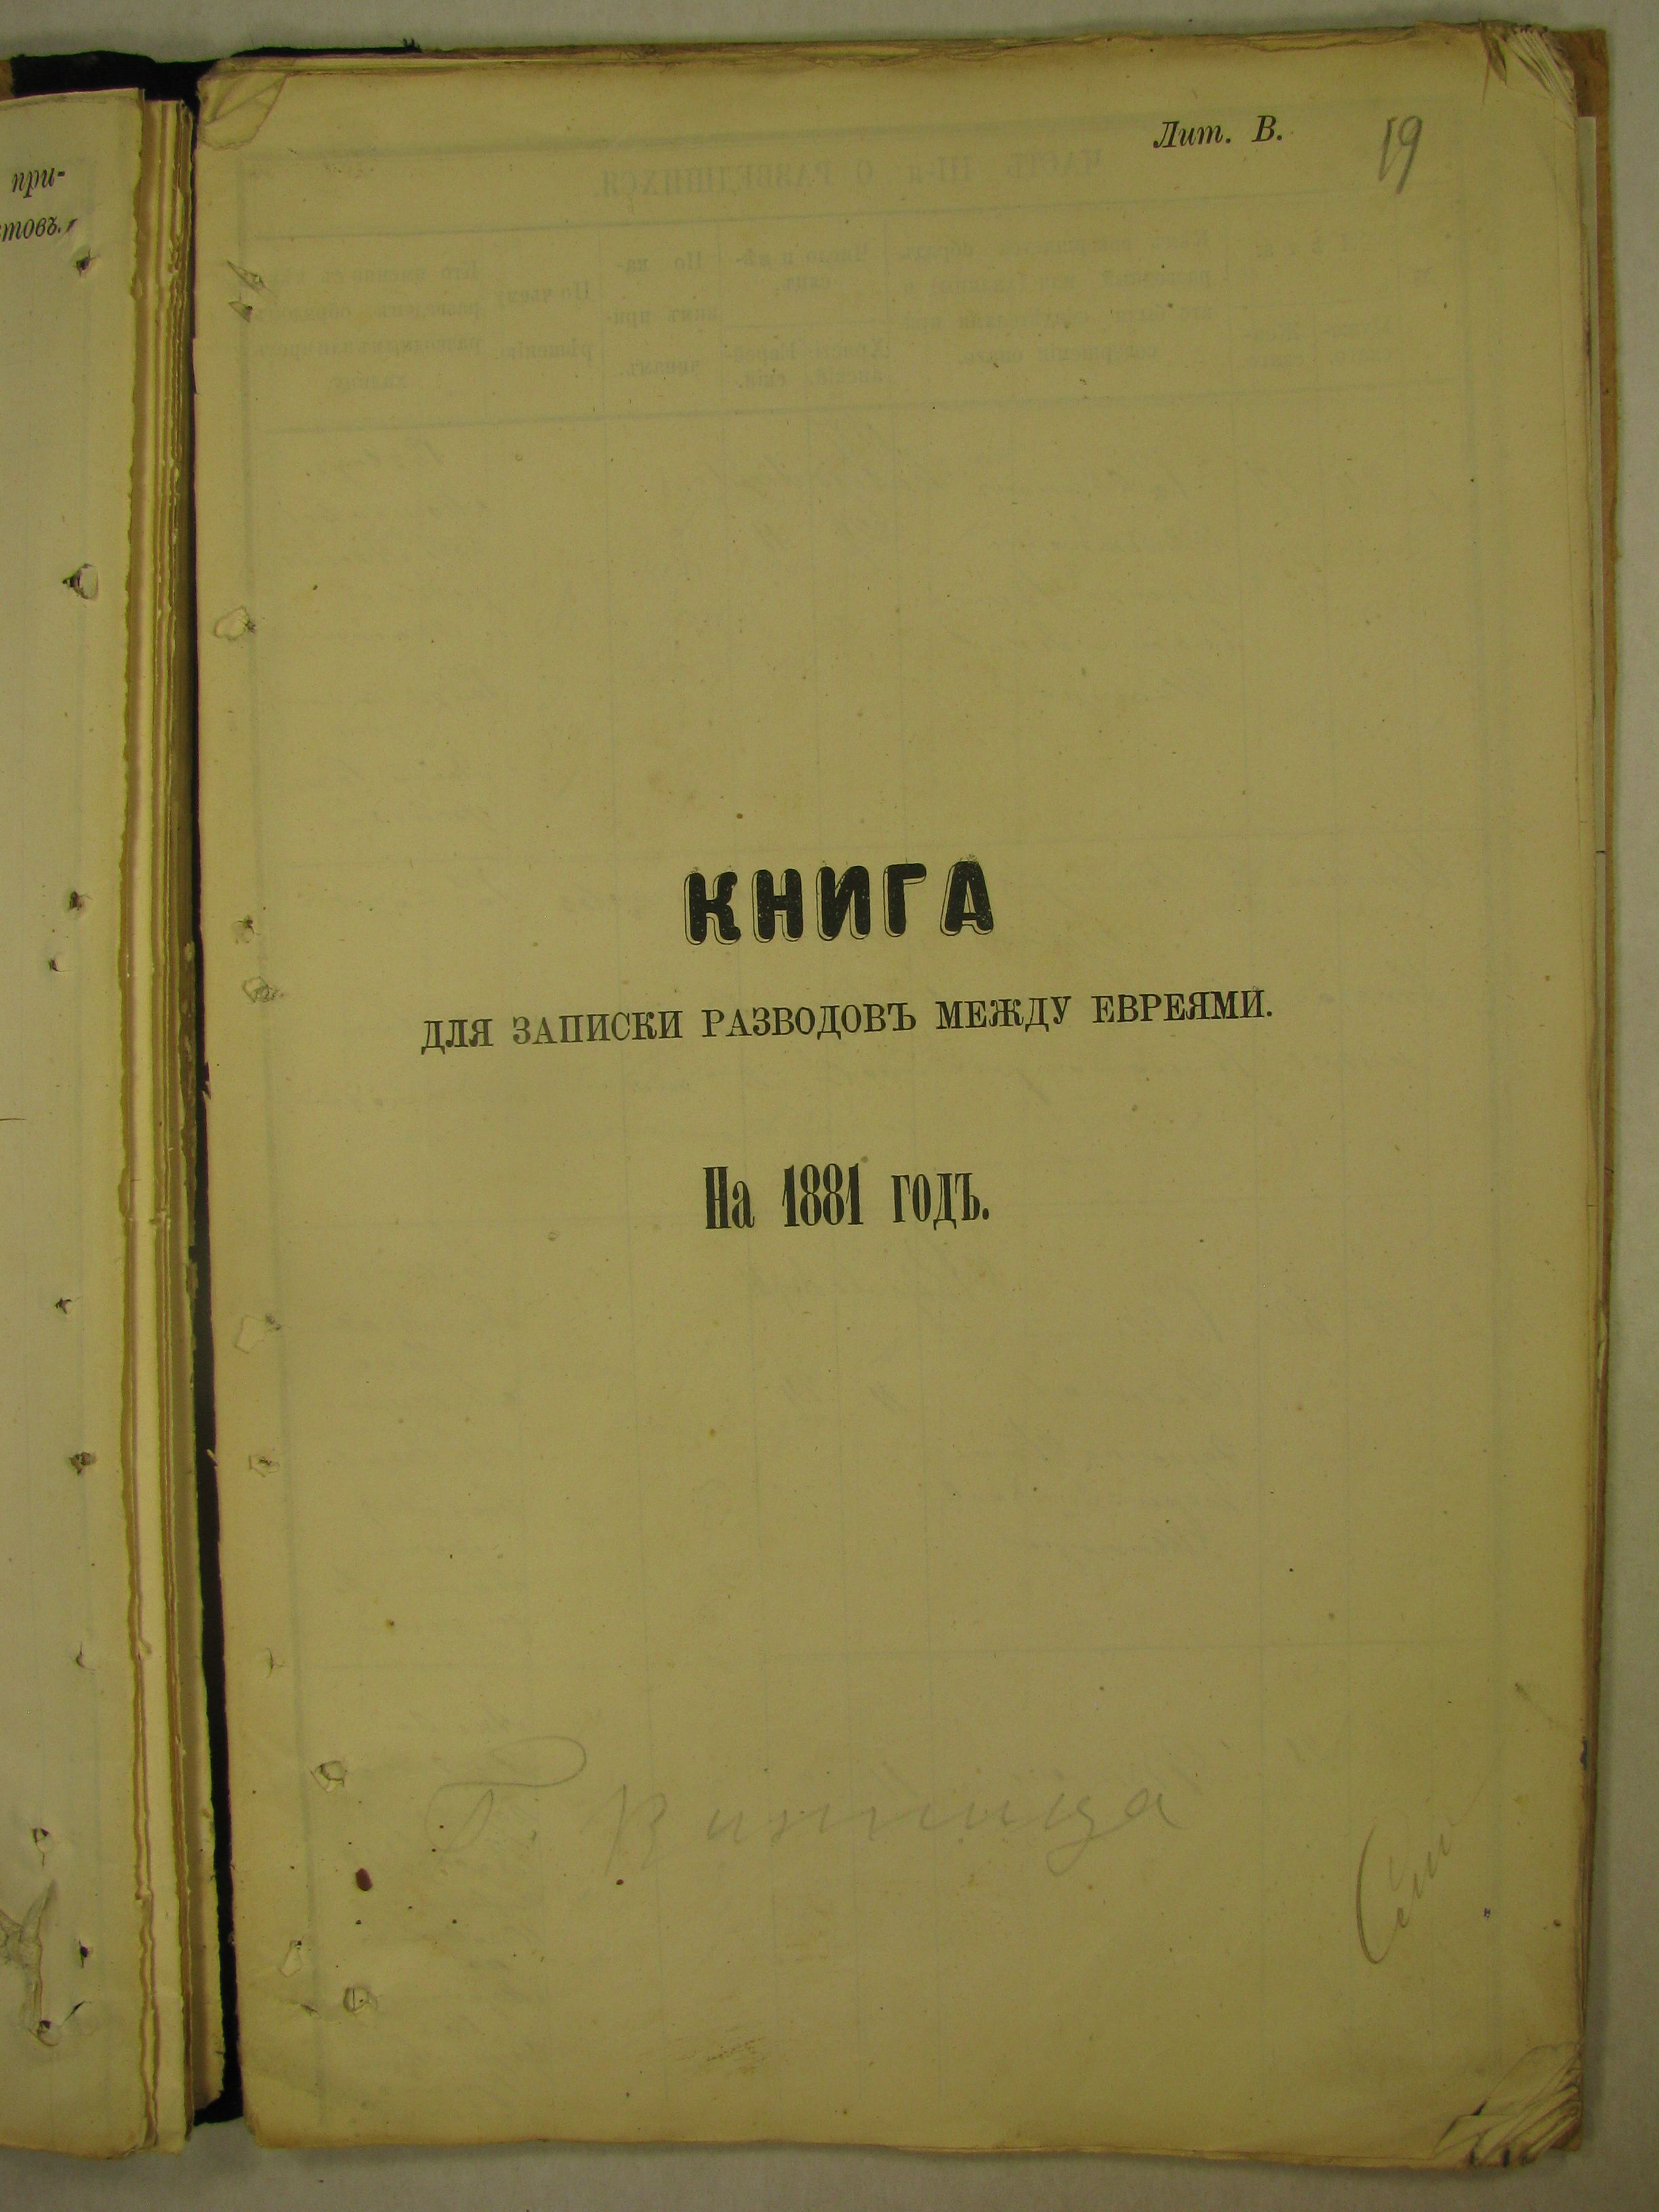 при-
товъ.
Лит. В.
19
КНИГА
ДЛЯ ЗАПИСКИ РАЗВОДОВЪ МЕЖДУ ЕВРЕЯМИ.
На 1881 годъ.
Г. Винница